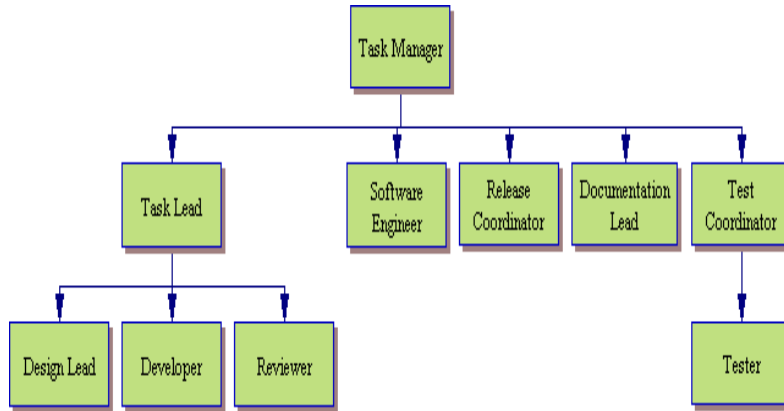 Task Manager
Task Lead
Software
Engineer
Release
Coordinator
Documentation
Lead
Test
Coordinator
Design Lead
Developer
Reviewer
Tester